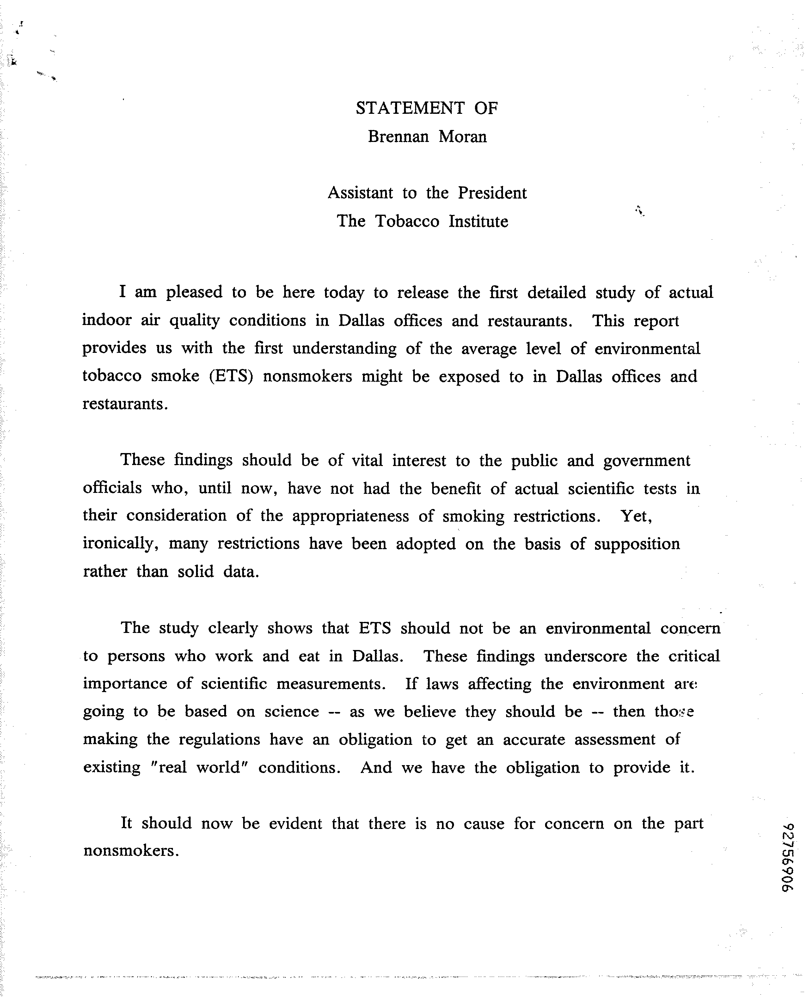 STATEMENT OF
Brennan Moran
Assistant to the President
The Tobacco Institute
I am pleased to be here today to release the first detailed study of actual
indoor air quality conditions in Dallas offices and restaurants. This report
provides us with the first understanding of the average level of environmental
tobacco smoke (ETS) nonsmokers might be exposed to in Dallas offices and
restaurants.
These findings should be of vital interest to the public and government
officials who, until now, have not had the benefit of actual scientific tests in
their consideration of the appropriateness of smoking restrictions. Yet,
ironically, many restrictions have been adopted on the basis of supposition
rather than solid data.
The study clearly shows that ETS should not be an environmental concern
to persons who work and eat in Dallas. These findings underscore the critical
importance of scientific measurements. If laws affecting the environment are
going to be based on science -- as we believe they should be -- then those
making the regulations have an obligation to get an accurate assessment of
existing "real world" conditions. And we have the obligation to provide it.
It should now be evident that there is no cause for concern on the part
nonsmokers.
92756906